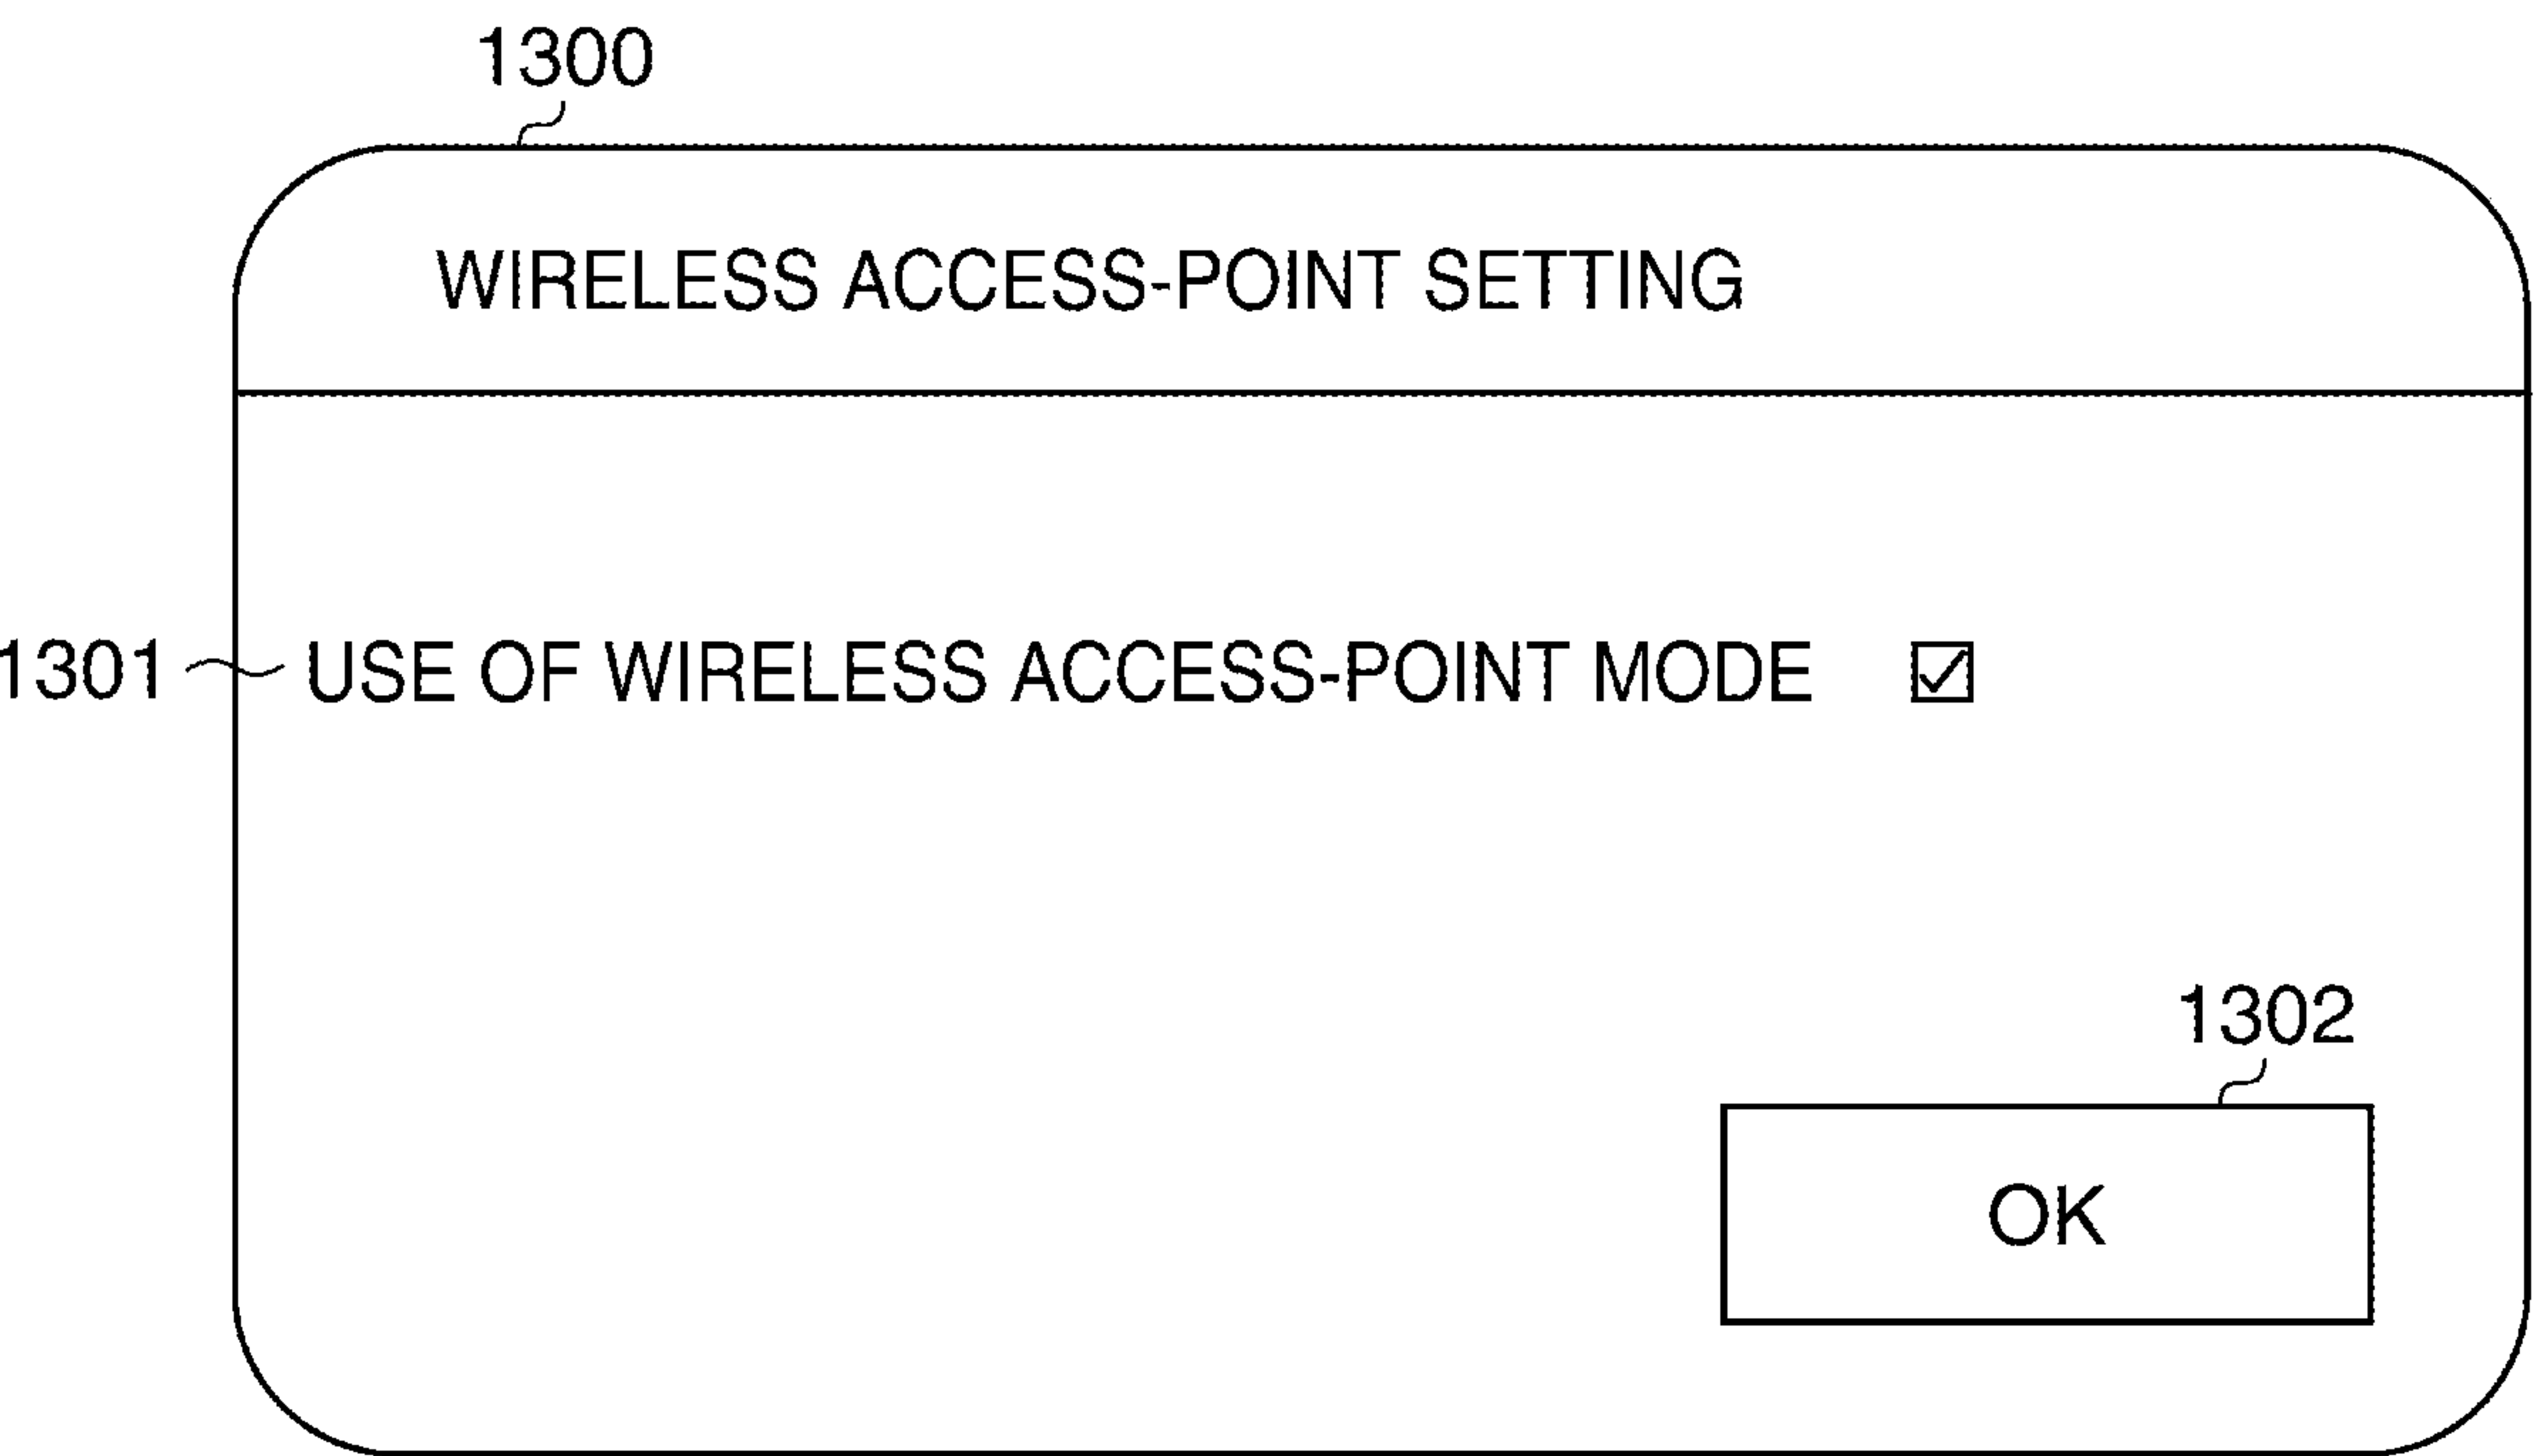 1300
WIRELESS ACCESS-POINT SETTING
1301 USE OF WIRELESS ACCESS-POINT MODE
1302
OK